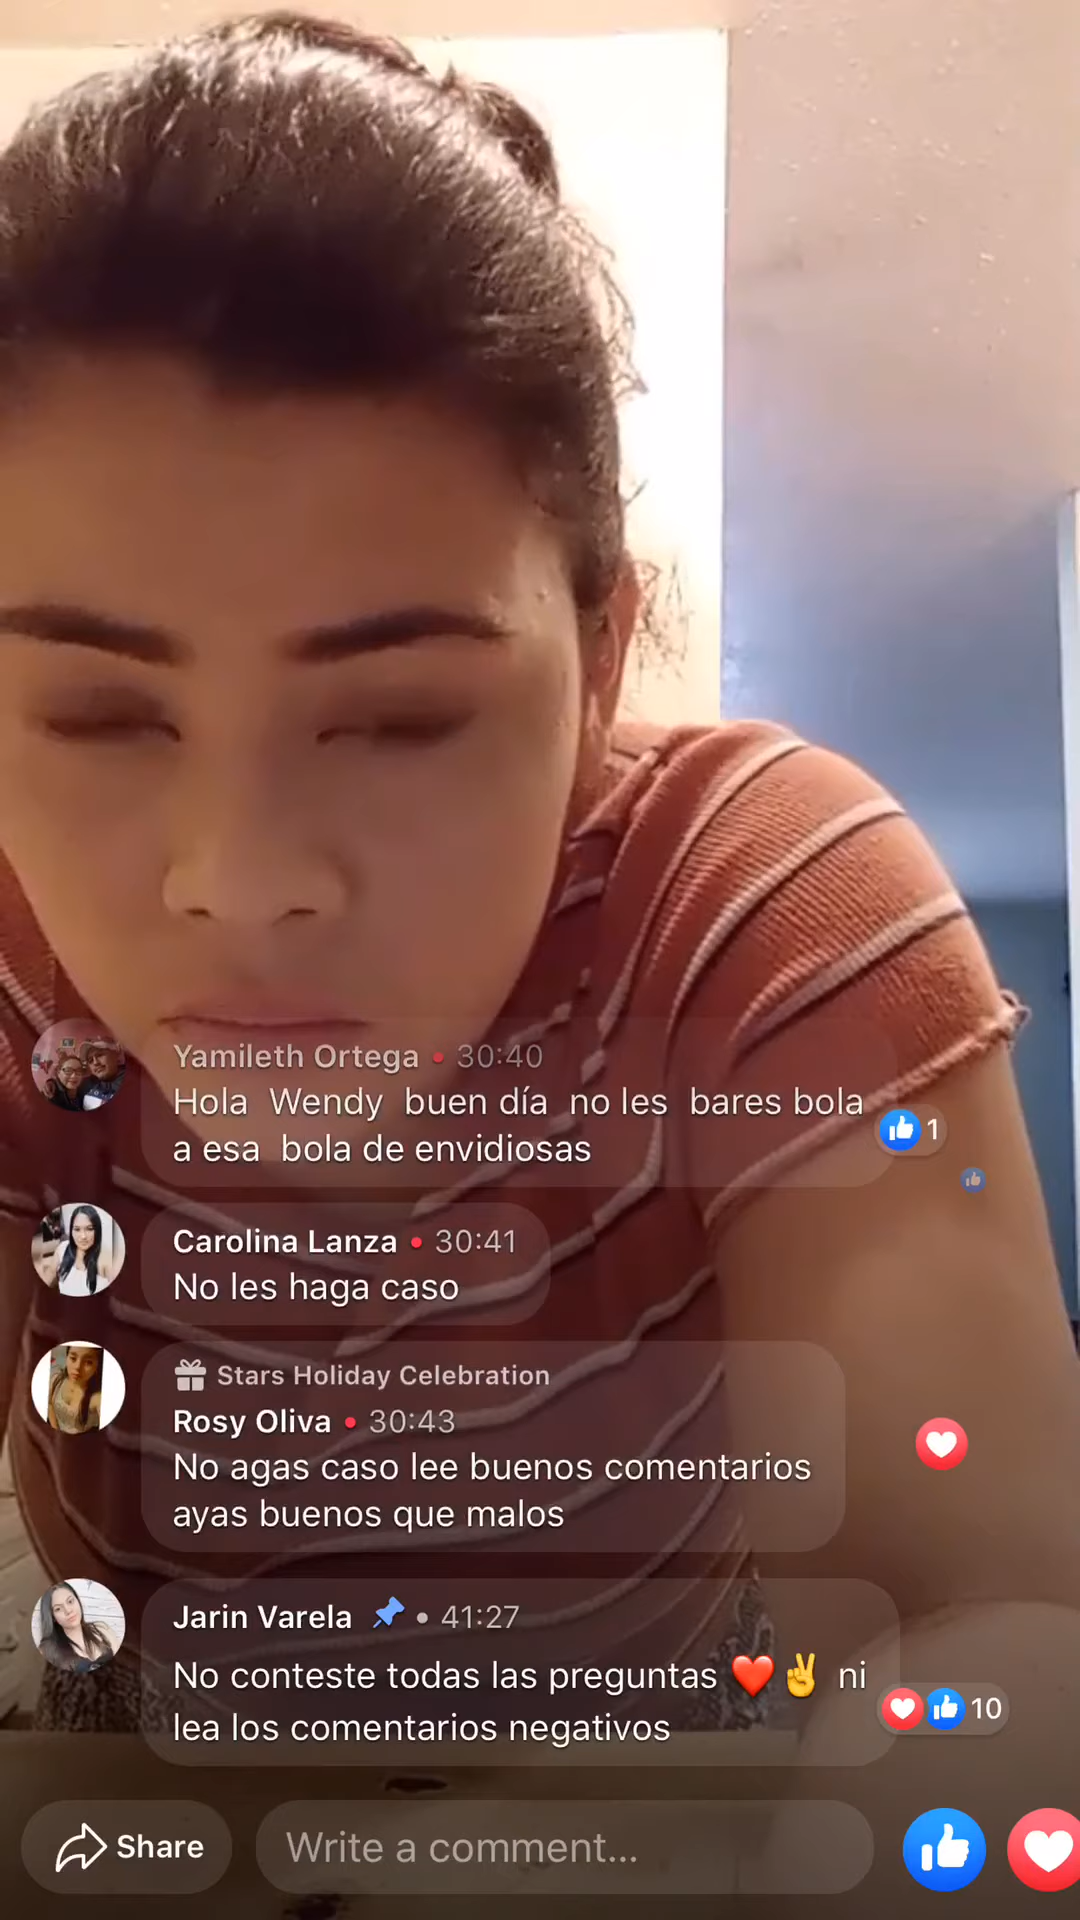 Yamileth Ortega • 30:40
Hola Wendy buen día no les bares bola
a esa bola de envidiosas
1
Carolina Lanza • 30:41
No les haga caso
Stars Holiday Celebration
Rosy Oliva • 30:43
No agas caso lee buenos comentarios
ayas buenos que malos
Jarin Varela 📌 • 41:27
No conteste todas las preguntas ❤️✌️ ni
lea los comentarios negativos
10
Share
Write a comment...